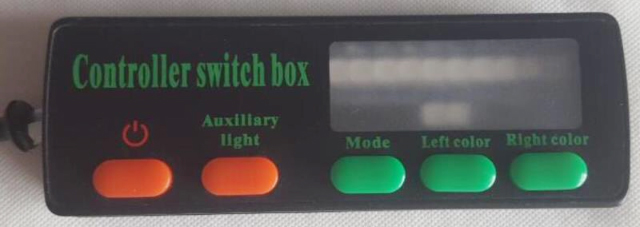 Controller switch box
Auxiliary
light
Mode
Left color
Right color